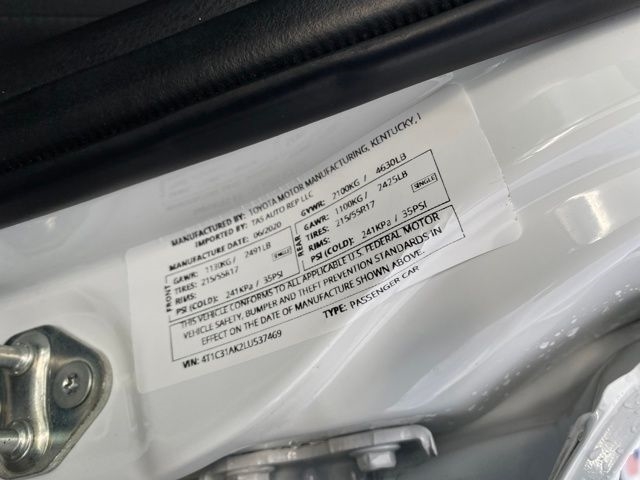 MANUFACTURED BY: TOYOTA MOTOR MANUFACTURING, KENTUCKY, I
IMPORTED BY: TAS AUTO REP LLC
MANUFACTURE DATE: 06/2020 GVWR: 2100KG / 4630LB
FRONT GAWR: 1130KG / 2491LB
TIRES: 215/55R17
RIMS: SINGLE
PSI (COLD): 241KPa / 35PSI
REAR GAWR: 1100KG / 2425LB
TIRES: 215/55R17
RIMS: SINGLE
PSI (COLD): 241KPa / 35PSI
THIS VEHICLE CONFORMS TO ALL APPLICABLE U.S. FEDERAL MOTOR
VEHICLE SAFETY, BUMPER AND THEFT PREVENTION STANDARDS IN
EFFECT ON THE DATE OF MANUFACTURE SHOWN ABOVE.
VIN: 4T1C31AK2LU537469 TYPE: PASSENGER CAR